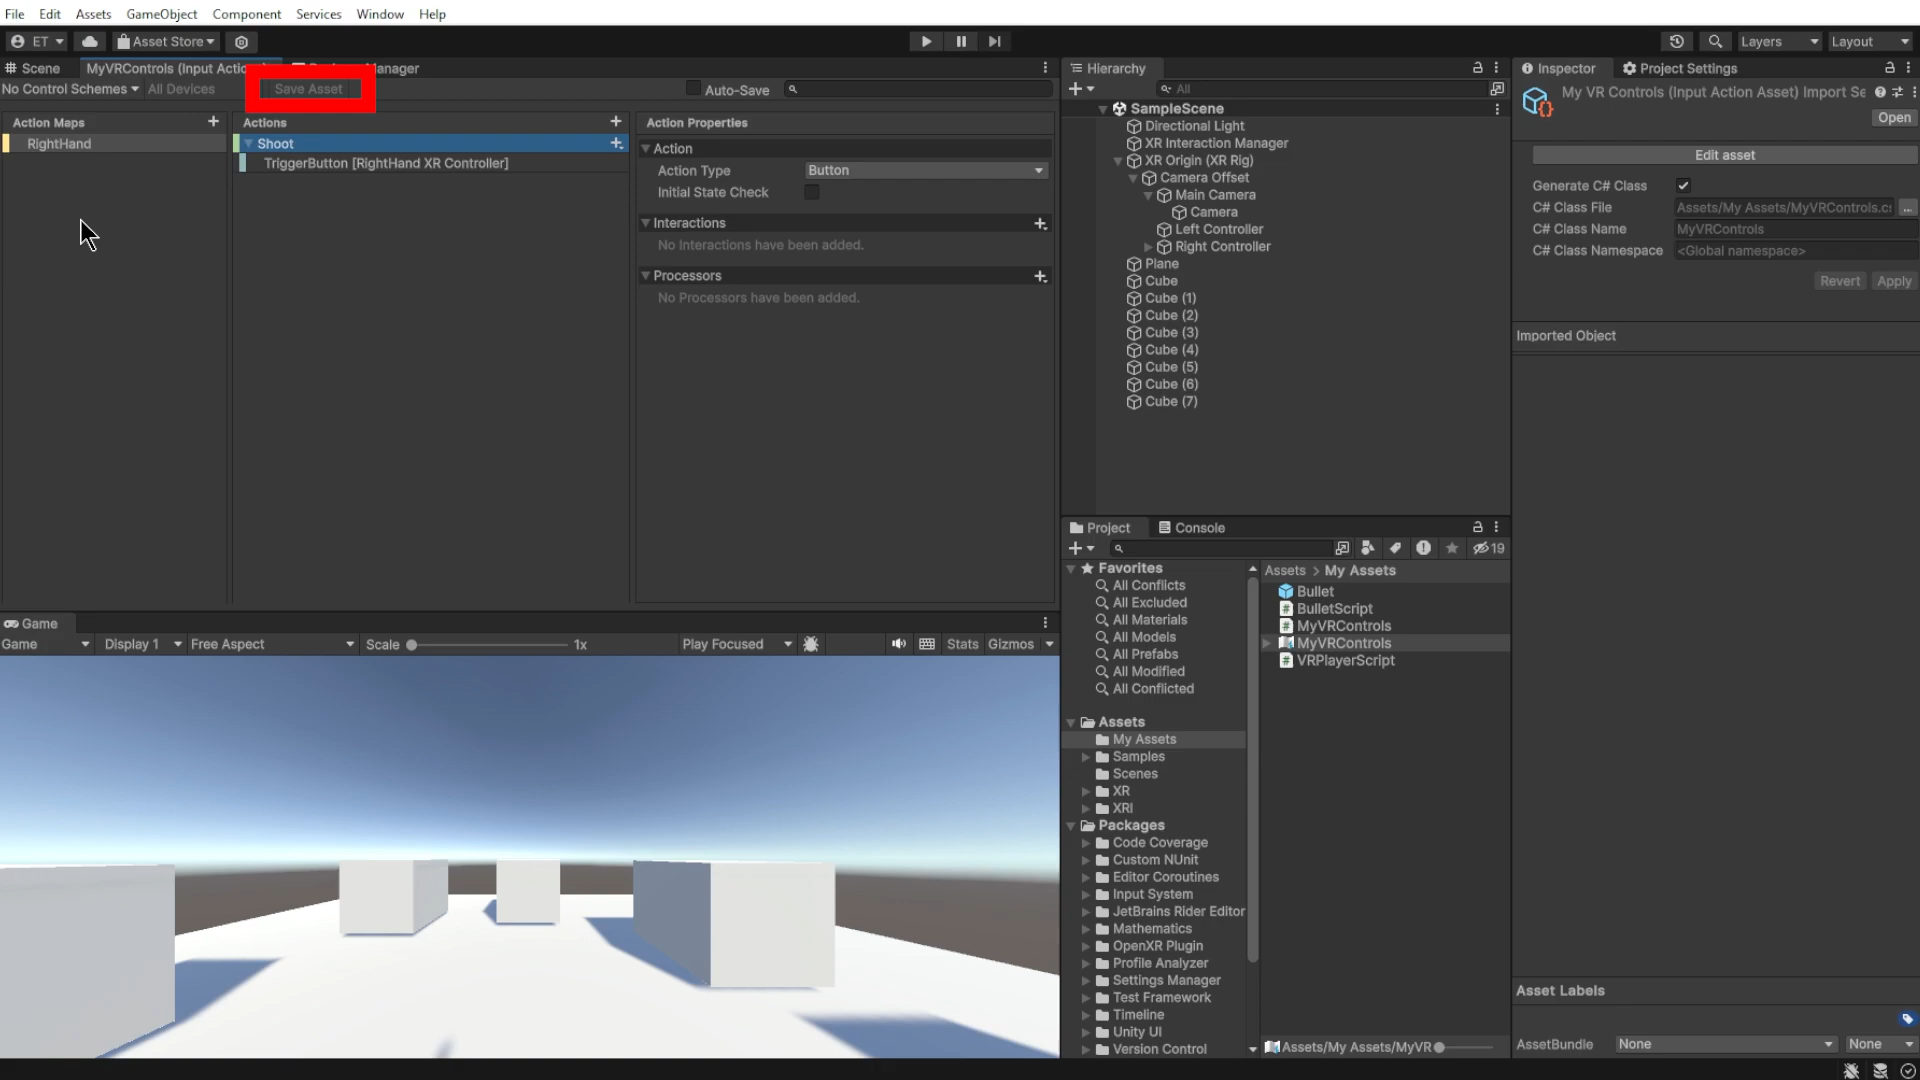 File Edit Assets GameObject Component Services Window Help
ET Asset Store Layers Layout
Scene MyVRControls (Input Actio nager
No Control Schemes All Devices Save Asset Auto-Save
Action Maps
RightHand
Actions
Shoot
TriggerButton [RightHand XR Controller]
Action Properties
Action
Action Type Button
Initial State Check
Interactions
No Interactions have been added.
Processors
No Processors have been added.
Game
Game Display 1 Free Aspect Scale 1x Play Focused Stats Gizmos
Hierarchy
All
SampleScene
Directional Light
XR Interaction Manager
XR Origin (XR Rig)
Camera Offset
Main Camera
Camera
Left Controller
Right Controller
Plane
Cube
Cube (1)
Cube (2)
Cube (3)
Cube (4)
Cube (5)
Cube (6)
Cube (7)
Project Console
19
Favorites
All Conflicts
All Excluded
All Materials
All Models
All Prefabs
All Modified
All Conflicted
Assets
My Assets
Samples
Scenes
XR
XRI
Packages
Code Coverage
Custom NUnit
Editor Coroutines
Input System
JetBrains Rider Editor
Mathematics
OpenXR Plugin
Profile Analyzer
Settings Manager
Test Framework
Timeline
Unity UI
Version Control
Assets > My Assets
Bullet
BulletScript
MyVRControls
MyVRControls
VRPlayerScript
Assets/My Assets/MyVR
Inspector Project Settings
My VR Controls (Input Action Asset) Import Se
Open
Edit asset
Generate C# Class
C# Class File Assets/My Assets/MyVRControls.cs ...
C# Class Name MyVRControls
C# Class Namespace <Global namespace>
Revert Apply
Imported Object
Asset Labels
AssetBundle None None